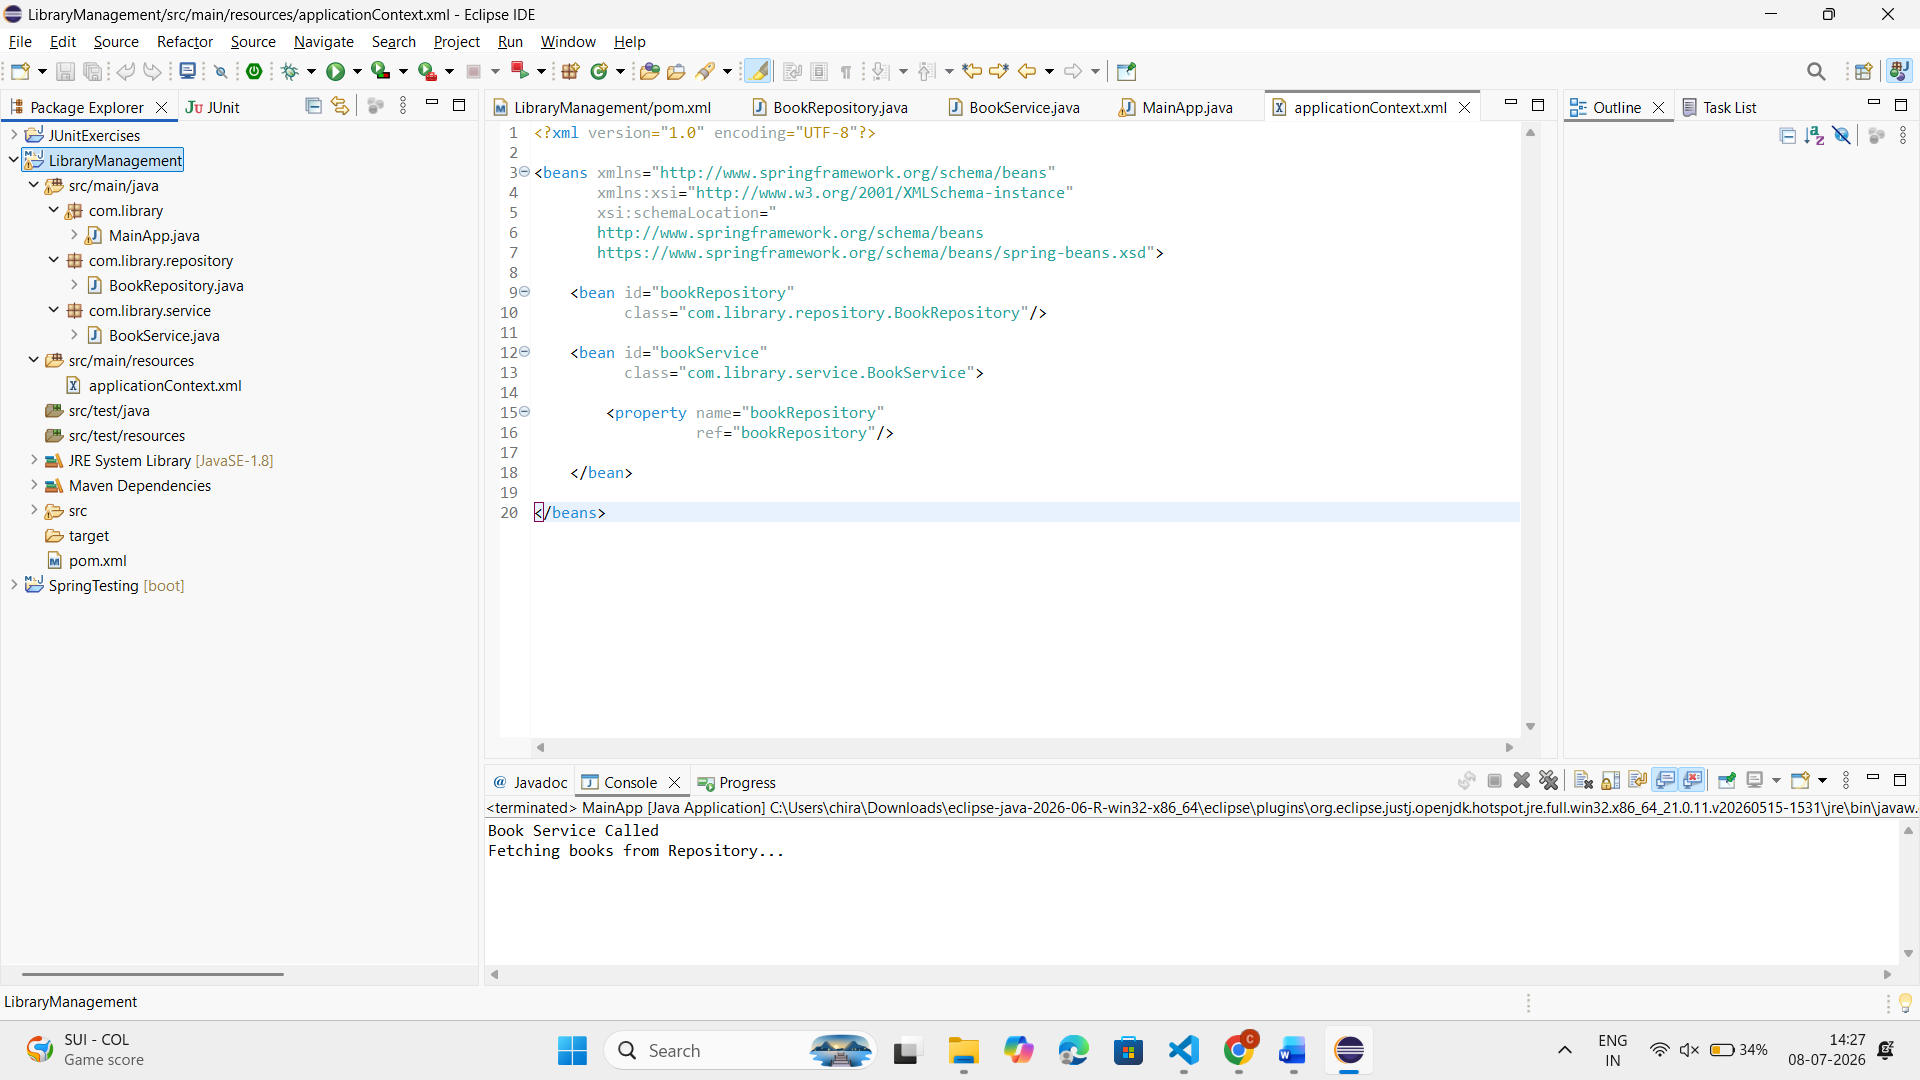 LibraryManagement/src/main/resources/applicationContext.xml - Eclipse IDE
File Edit Source Refactor Source Navigate Search Project Run Window Help
Package Explorer
JUnit
JUnitExercises
LibraryManagement
src/main/java
com.library
MainApp.java
com.library.repository
BookRepository.java
com.library.service
BookService.java
src/main/resources
applicationContext.xml
src/test/java
src/test/resources
JRE System Library [JavaSE-1.8]
Maven Dependencies
src
target
pom.xml
SpringTesting [boot]
LibraryManagement/pom.xml
BookRepository.java
BookService.java
MainApp.java
applicationContext.xml
1 <?xml version="1.0" encoding="UTF-8"?>
2
3 <beans xmlns="http://www.springframework.org/schema/beans"
4 xmlns:xsi="http://www.w3.org/2001/XMLSchema-instance"
5 xsi:schemaLocation="
6 http://www.springframework.org/schema/beans
7 https://www.springframework.org/schema/beans/spring-beans.xsd">
8
9 <bean id="bookRepository"
10 class="com.library.repository.BookRepository"/>
11
12 <bean id="bookService"
13 class="com.library.service.BookService">
14
15 <property name="bookRepository"
16 ref="bookRepository"/>
17
18 </bean>
19
20 </beans>
Outline
Task List
@ Javadoc
Console
Progress
<terminated> MainApp [Java Application] C:\Users\chira\Downloads\eclipse-java-2026-06-R-win32-x86_64\eclipse\plugins\org.eclipse.justj.openjdk.hotspot.jre.full.win32.x86_64_21.0.11.v20260515-1531\jre\bin\javaw.
Book Service Called
Fetching books from Repository...
LibraryManagement
SUI - COL
Game score
Search
ENG
IN
34%
14:27
08-07-2026